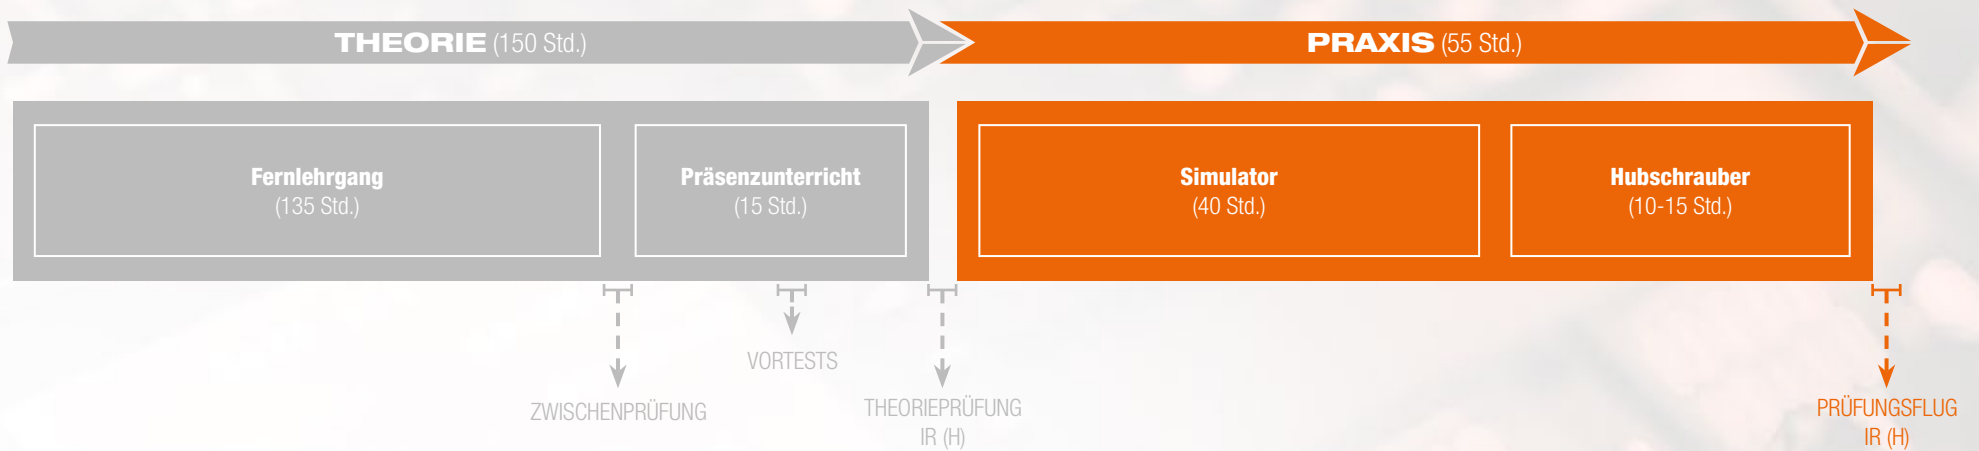 THEORIE (150 Std.)
PRAXIS (55 Std.)
Fernlehrgang
(135 Std.)
Präsenzunterricht
(15 Std.)
Simulator
(40 Std.)
Hubschrauber
(10-15 Std.)
VORTESTS
ZWISCHENPRÜFUNG
THEORIEPRÜFUNG
IR (H)
PRÜFUNGSFLUG
IR (H)